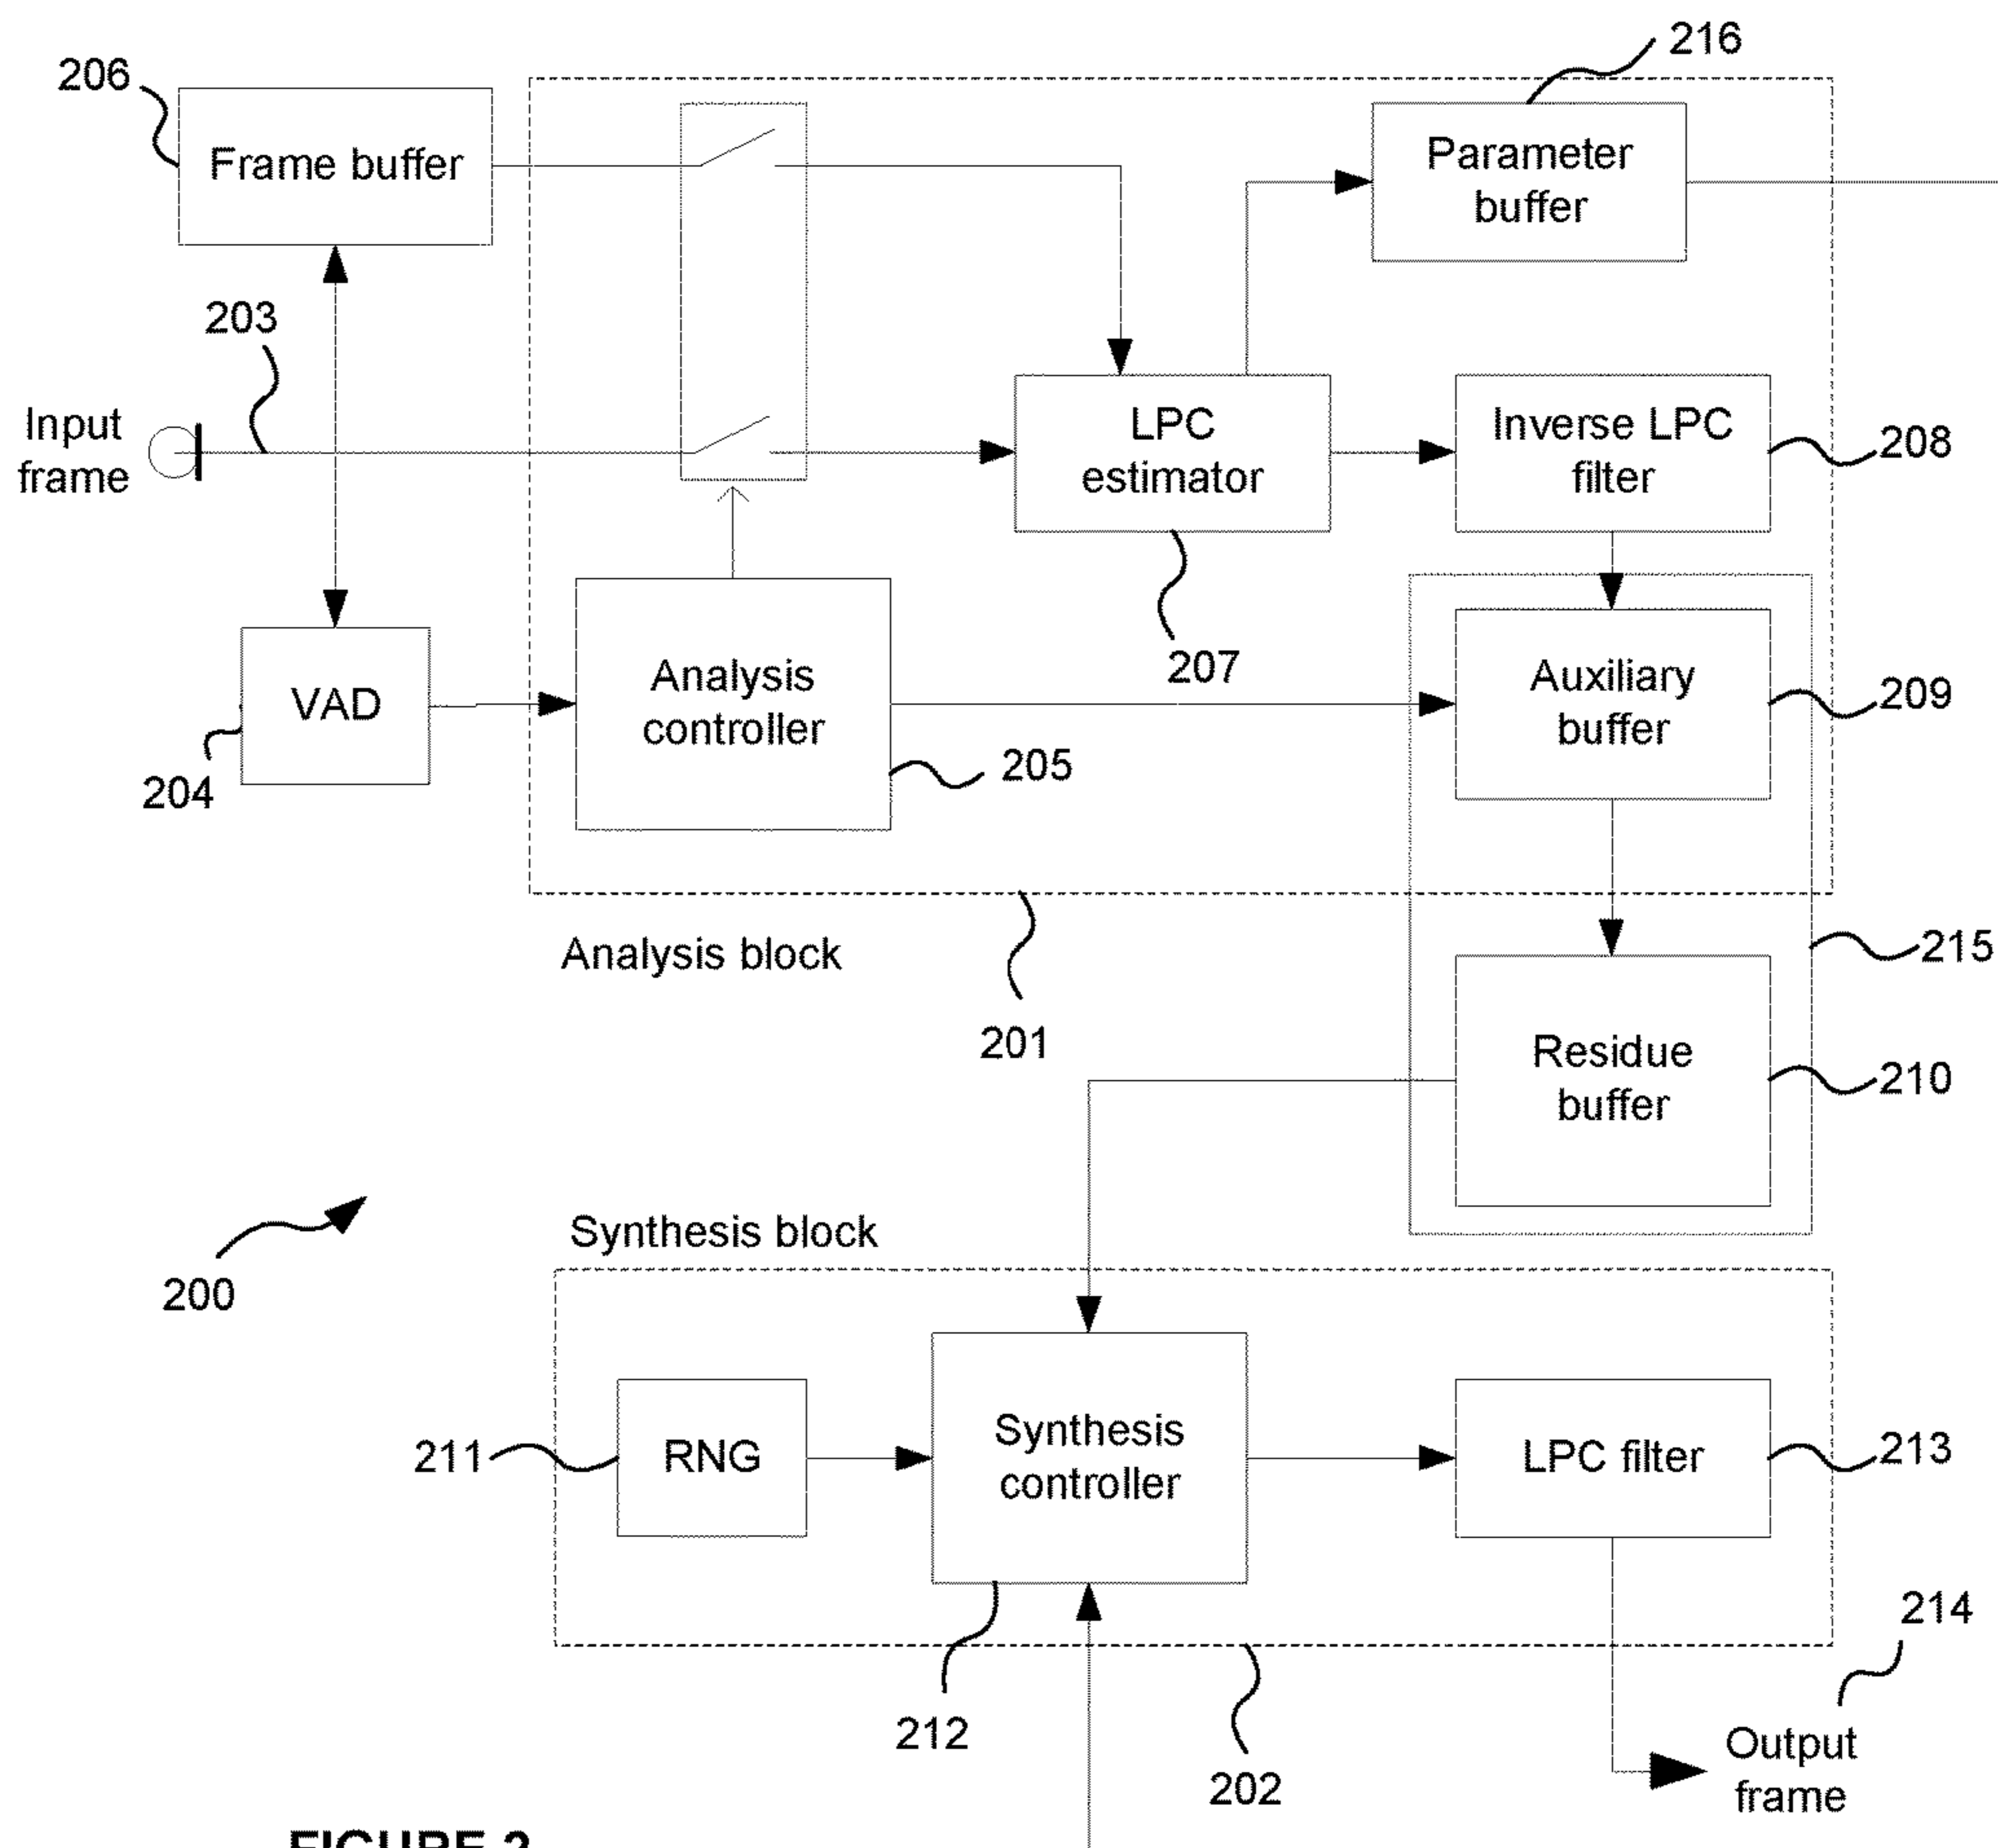 216
206
Frame buffer
Parameter
buffer
203
Input
frame
LPC
estimator
Inverse LPC
filter
208
207
VAD
Analysis
controller
Auxiliary
buffer
209
204
205
Analysis block
215
201
Residue
buffer
210
Synthesis block
200
211
RNG
Synthesis
controller
LPC filter
213
214
212
202
Output
frame
FIGURE 2